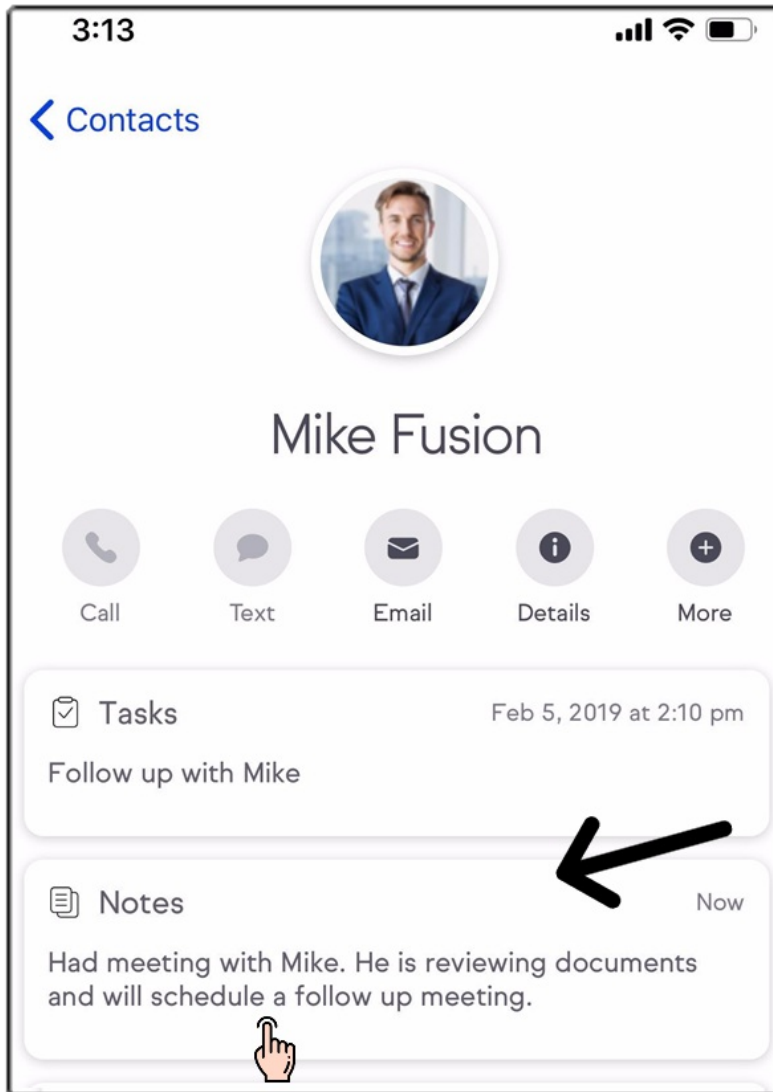 3:13
Contacts
Mike Fusion
Call Text Email Details More
Tasks Feb 5, 2019 at 2:10 pm
Follow up with Mike
Notes Now
Had meeting with Mike. He is reviewing documents
and will schedule a follow up meeting.